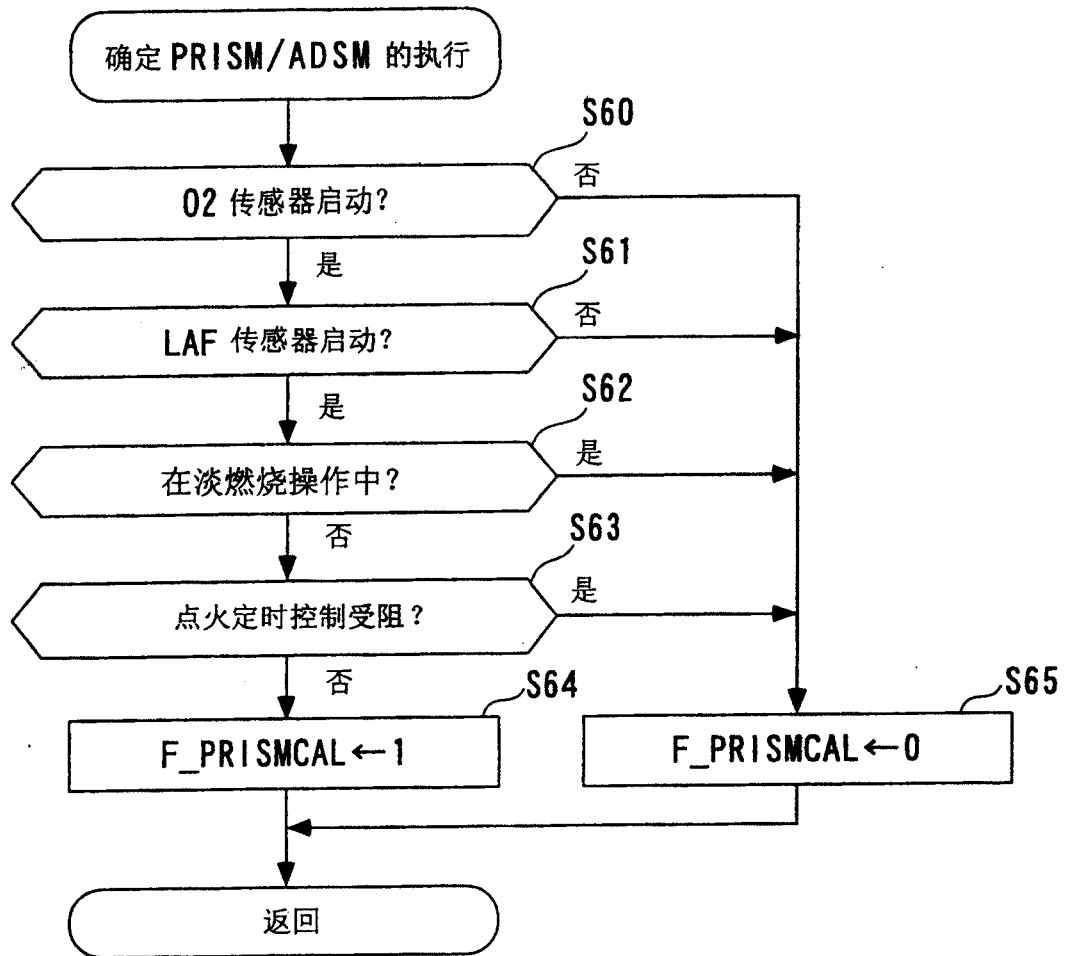 确定 PRISM/ADSM 的执行
S60
O2 传感器启动？
否
是
S61
LAF 传感器启动？
否
是
S62
在淡燃烧操作中？
是
否
S63
点火定时控制受阻？
是
否
S64
F_PRISMCAL←1
S65
F_PRISMCAL←0
返回